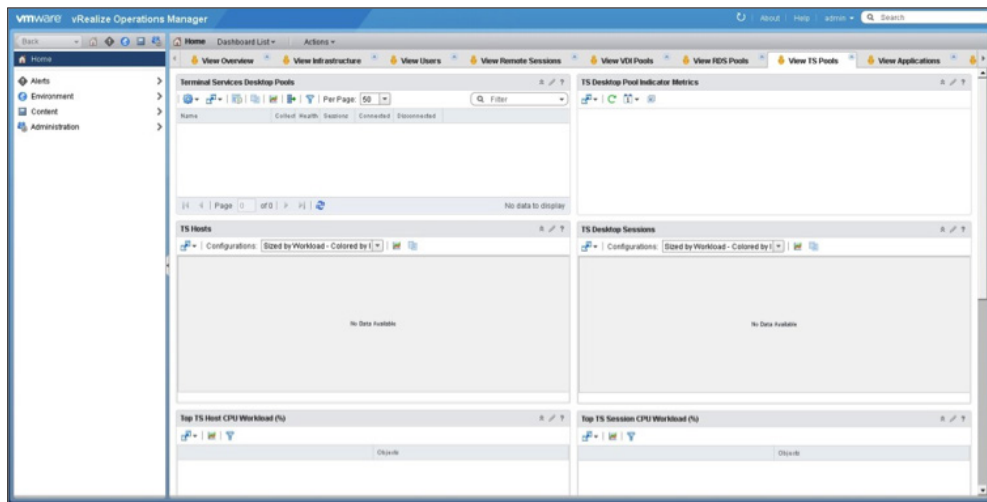 vmware vRealize Operations Manager
About Help admin Search
Back
Home Dashboard List Actions
Home
View Overview View Infrastructure View Users View Remote Sessions View VDI Pools View RDS Pools View TS Pools View Applications
Alerts
Environment
Content
Administration
Terminal Services Desktop Pools
Per Page: 50 Filter
Name Collect Health Sessions Connected Disconnected
Page 0 of 0 No data to display
TS Desktop Pool Indicator Metrics
TS Hosts
Configurations: Sized by Workload - Colored by
No Data Available
TS Desktop Sessions
Configurations: Sized by Workload - Colored by
No Data Available
Top TS Host CPU Workload (%)
Objects
Top TS Session CPU Workload (%)
Objects